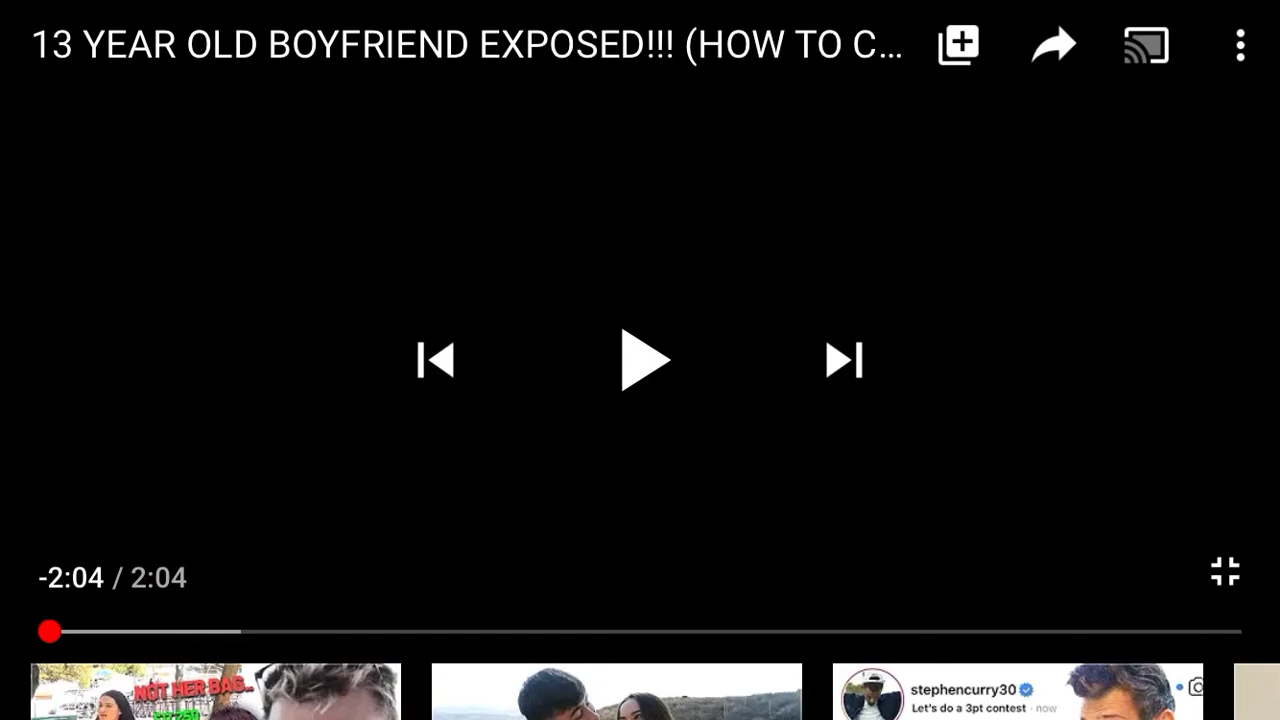 13 YEAR OLD BOYFRIEND EXPOSED!!! (HOW TO C...
-2:04 / 2:04
NOT HER BAG..
stephencurry30
Let's do a 3pt contest · now